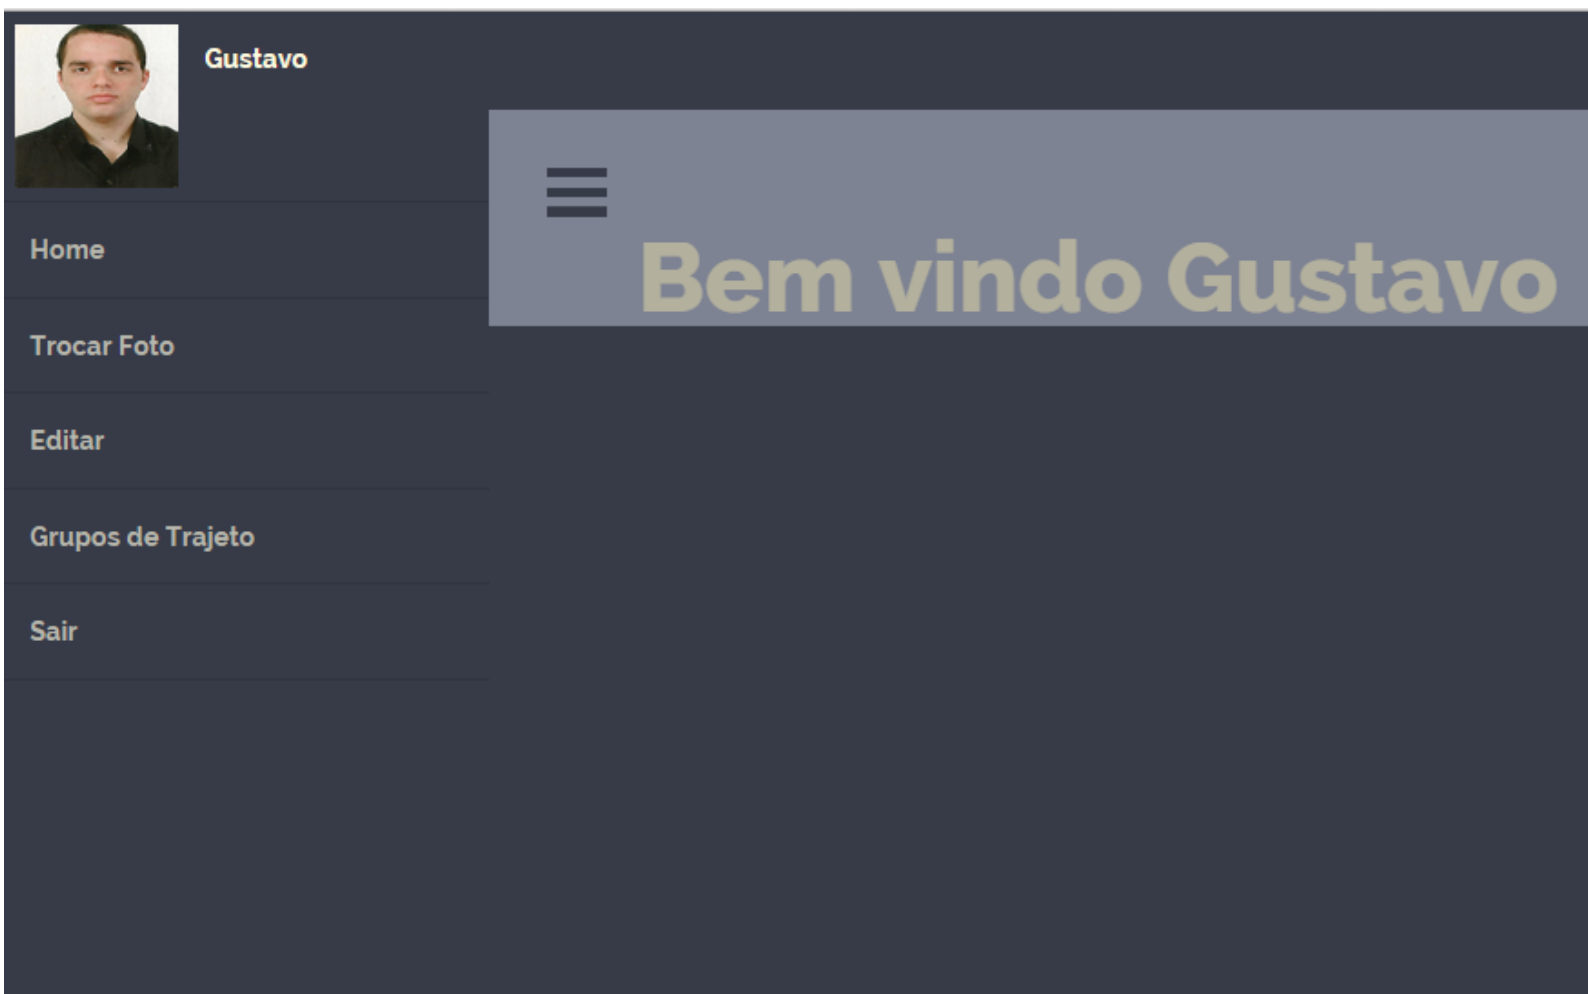 Gustavo
Bem vindo Gustavo
Home
Trocar Foto
Editar
Grupos de Trajeto
Sair